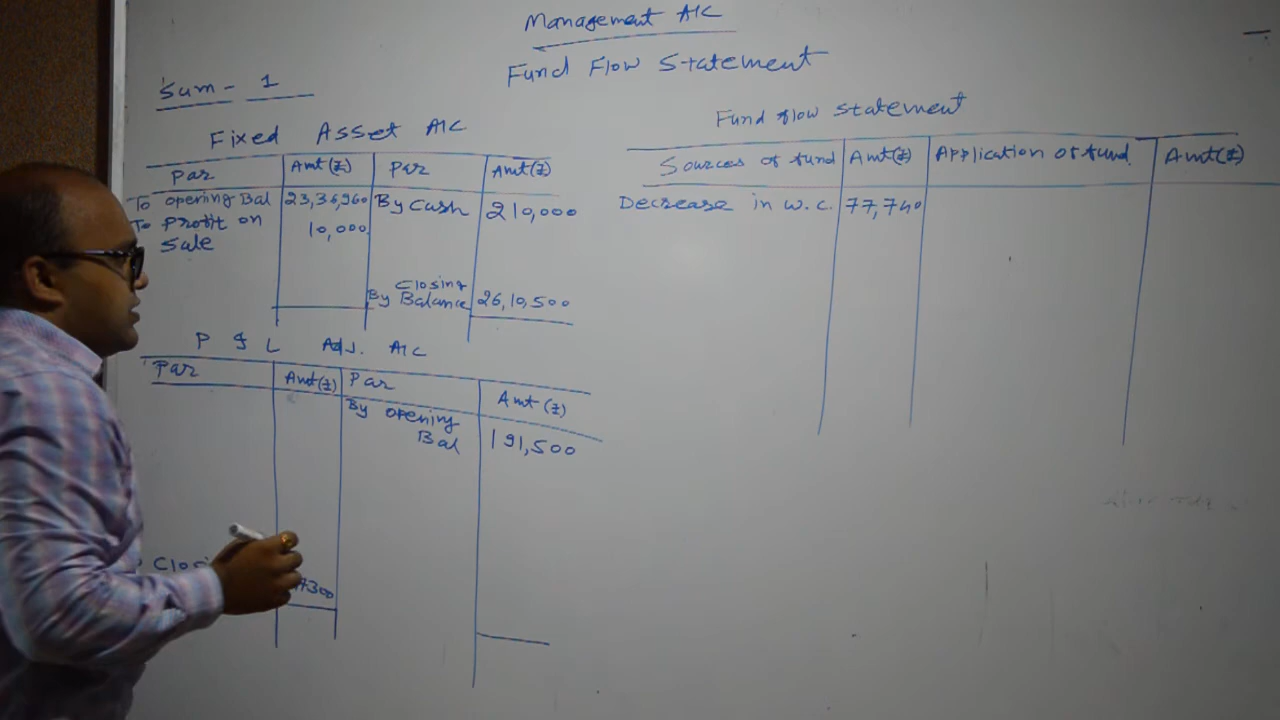 Management A/C
Fund Flow Statement
Sum - 1
Fixed Asset A/C
Par Amt(₹) Par Amt(₹)
To opening Bal 23,36,960 By Cash 210,000
To Profit on Sale 10,000
By Closing Balance 26,10,500
P & L Adj. A/C
Par Amt(₹) Par Amt(₹)
By opening Bal 191,500
Fund flow statement
Sources of fund Amt(₹) Application of fund Amt(₹)
Decrease in w.c. 77,740